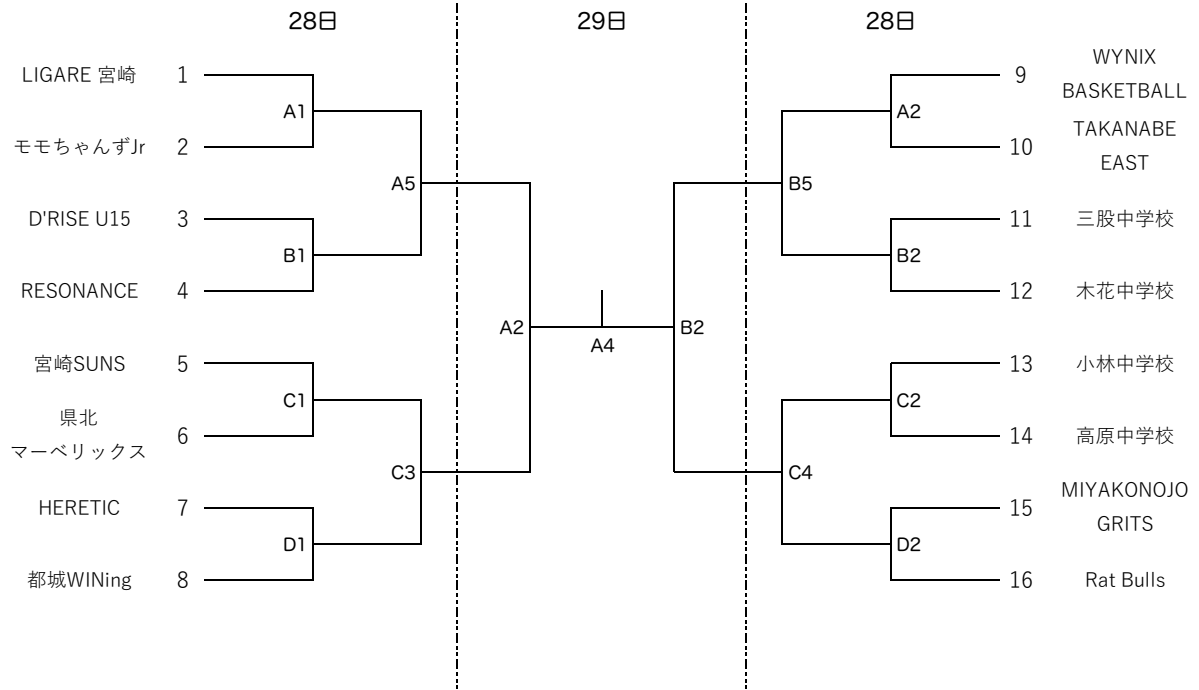 28日
29日
28日
LIGARE 宮崎 1
A1
モモちゃんずJr 2
A5
D'RISE U15 3
B1
RESONANCE 4
A2
宮崎SUNS 5
C1
県北
マーベリックス
6
C3
HERETIC 7
D1
都城WINing 8
A4
9
WYNIX
BASKETBALL
A2
10
TAKANABE
EAST
B5
11 三股中学校
B2
12 木花中学校
B2
13 小林中学校
C2
14 高原中学校
C4
15
MIYAKONOJO
GRITS
D2
16 Rat Bulls